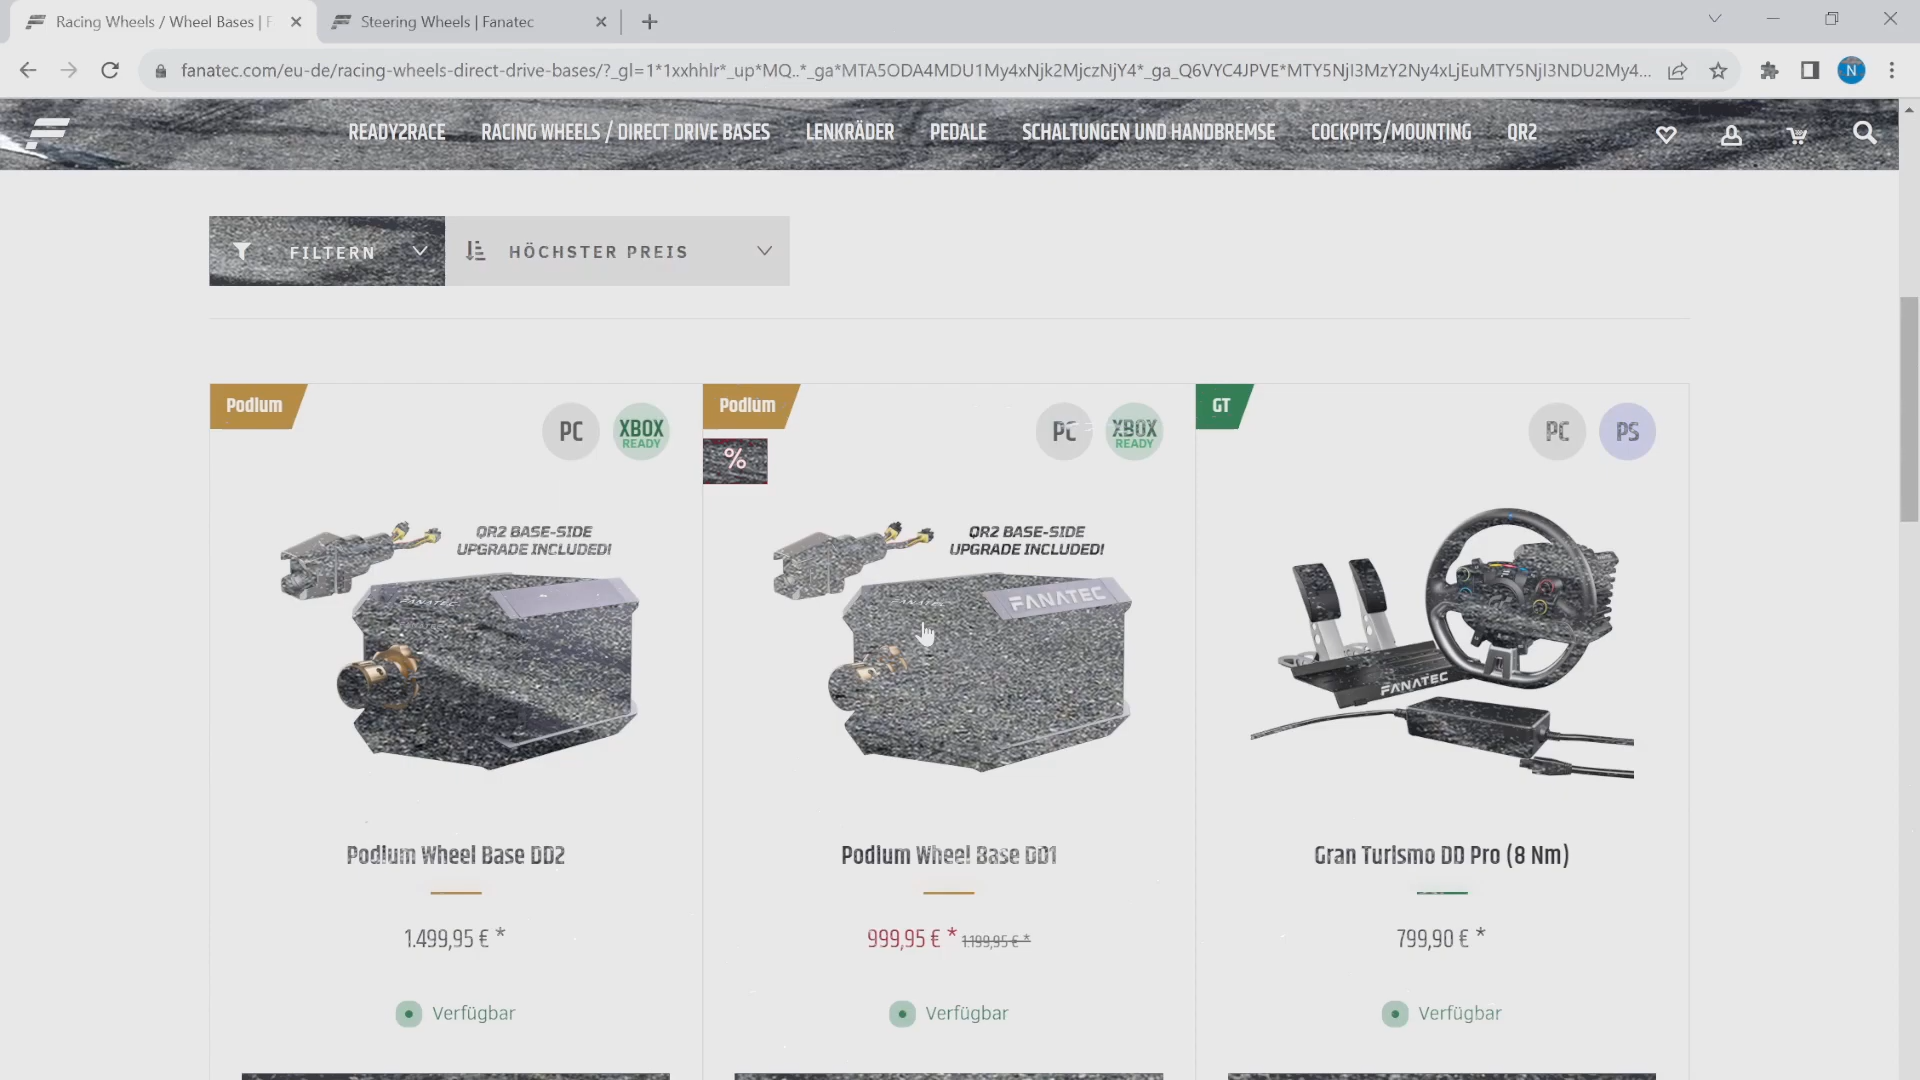 Racing Wheels / Wheel Bases | F
Steering Wheels | Fanatec
fanatec.com/eu-de/racing-wheels-direct-drive-bases/?_gl=1*1xxhhlr*_up*MQ..*_ga*MTA5ODA4MDU1My4xNjk2MjczNjY4*_ga_Q6VYC4JPVE*MTY5NjI3MzY2Ny4xLjEuMTY5NjI3NDU2My4...
N
READY2RACE RACING WHEELS / DIRECT DRIVE BASES LENKRÄDER PEDALE SCHALTUNGEN UND HANDBREMSE COCKPITS/MOUNTING QR2
FILTERN
HÖCHSTER PREIS
Podium
PC
XBOX
READY
QR2 BASE-SIDE
UPGRADE INCLUDED!
FANATEC
Podium Wheel Base DD2
1.499,95 € *
Verfügbar
Podium
%
PC
XBOX
READY
QR2 BASE-SIDE
UPGRADE INCLUDED!
FANATEC
FANATEC
Podium Wheel Base DD1
999,95 € * 1.199,95 € *
Verfügbar
GT
PC
PS
FANATEC
Gran Turismo DD Pro (8 Nm)
799,90 € *
Verfügbar